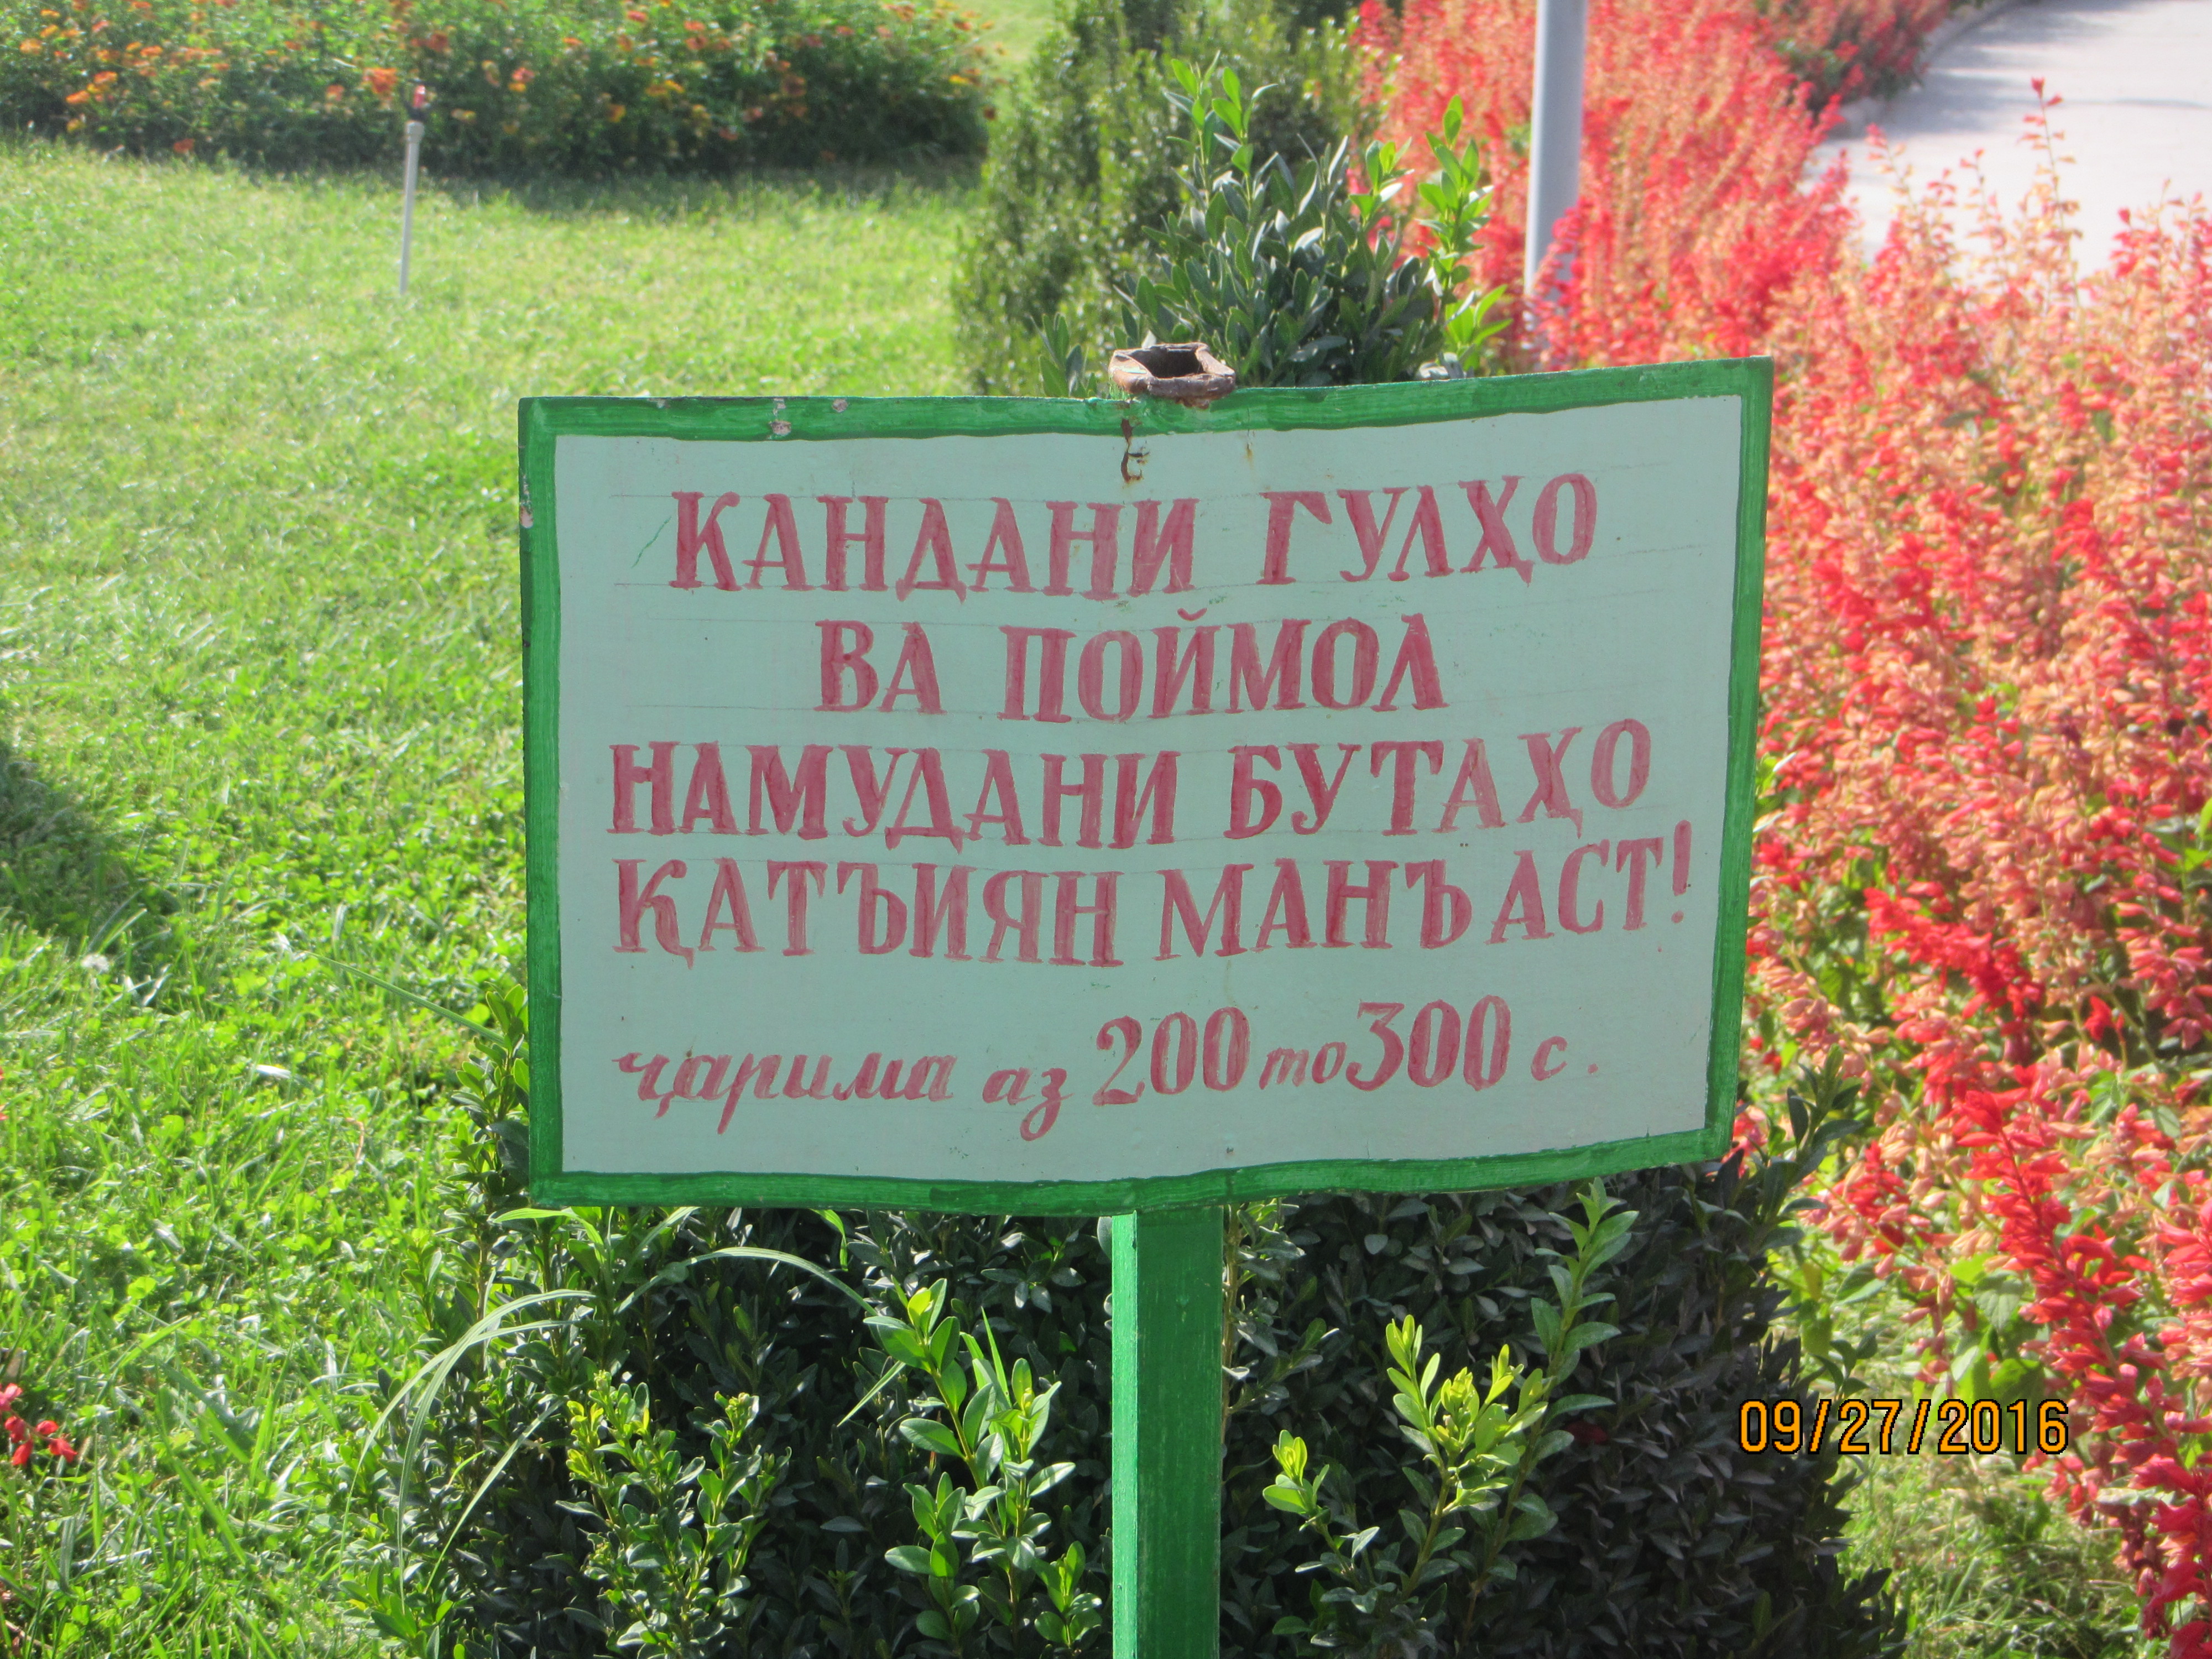 КАНДАНИ ГУЛҲО
ВА ПОЙМОЛ
НАМУДАНИ БУТАҲО
ҚАТЪИЯН МАНЪ АСТ!
ҷарима аз 200 то 300 с.
09/27/2016